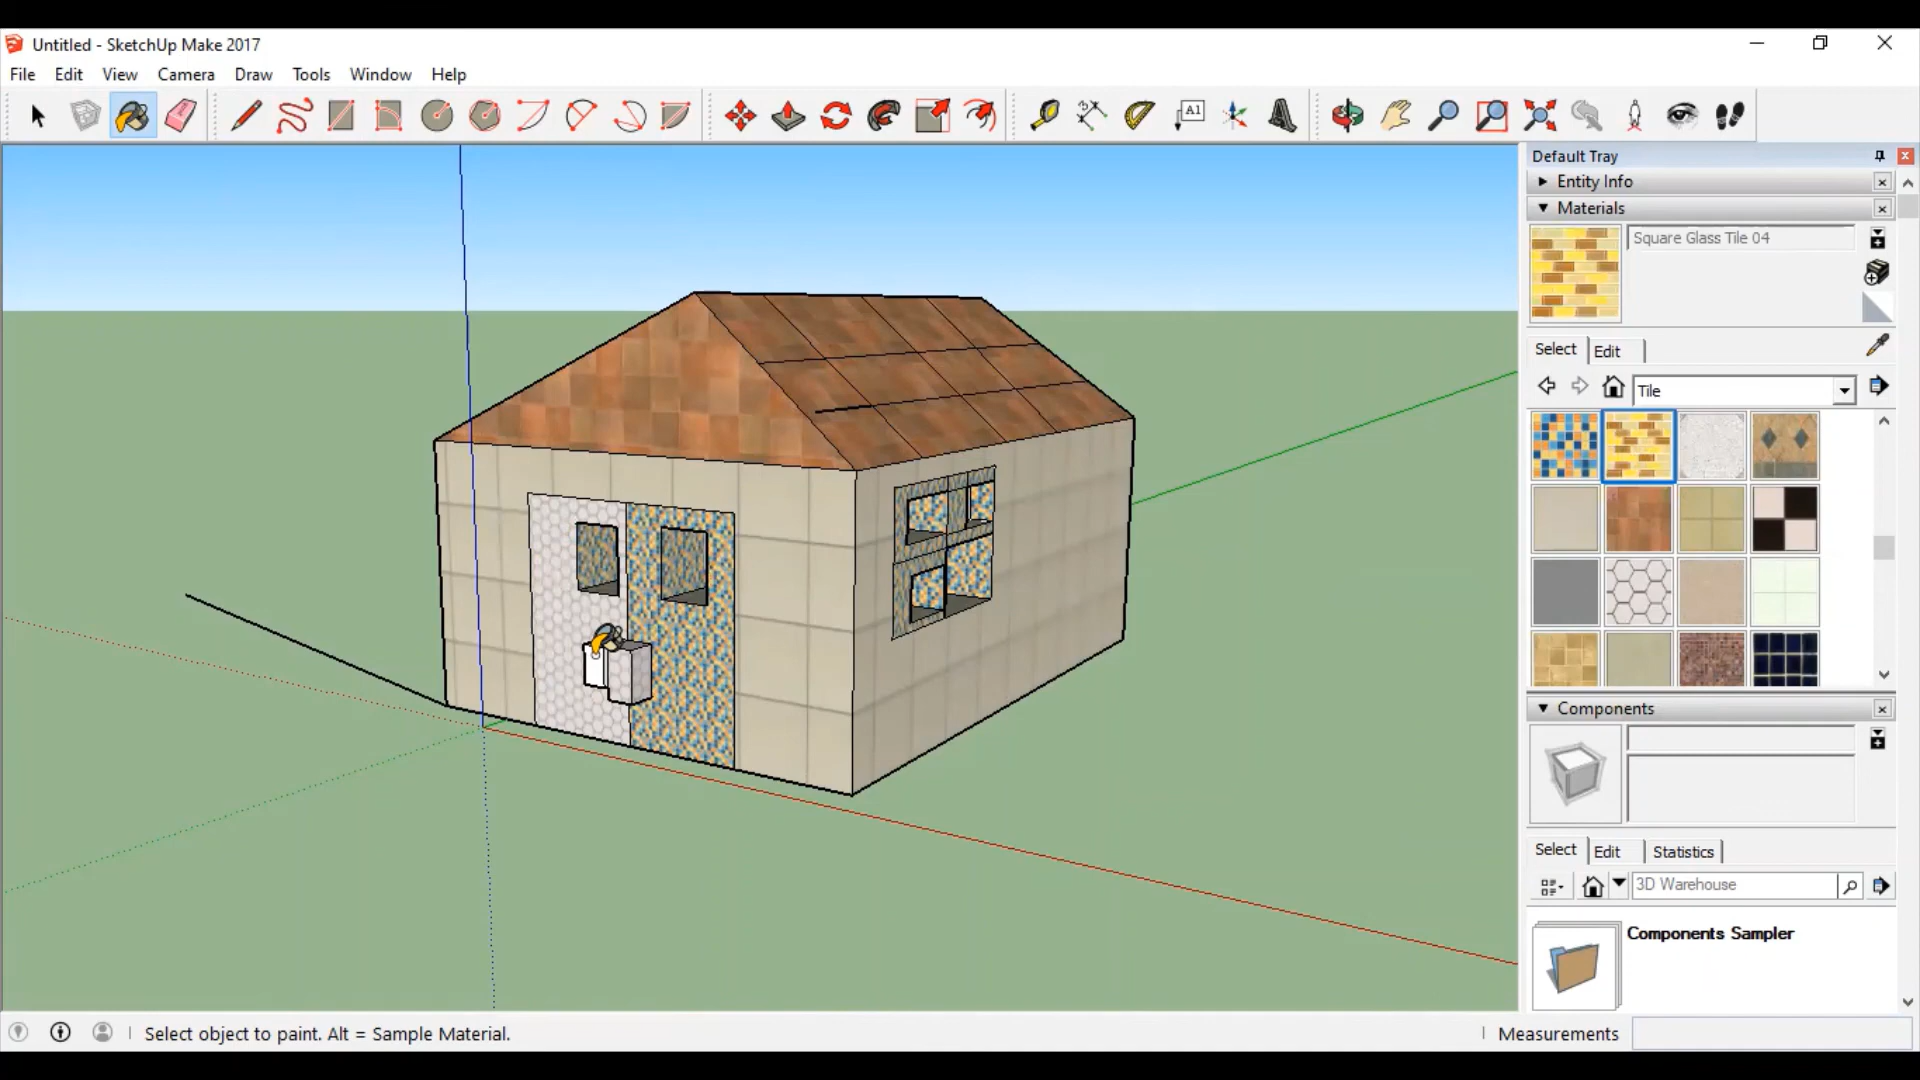 Untitled - SketchUp Make 2017
File Edit View Camera Draw Tools Window Help
A1
Default Tray
Entity Info
Materials
Square Glass Tile 04
Select Edit
Tile
Components
Select Edit Statistics
3D Warehouse
Components Sampler
Select object to paint. Alt = Sample Material.
Measurements